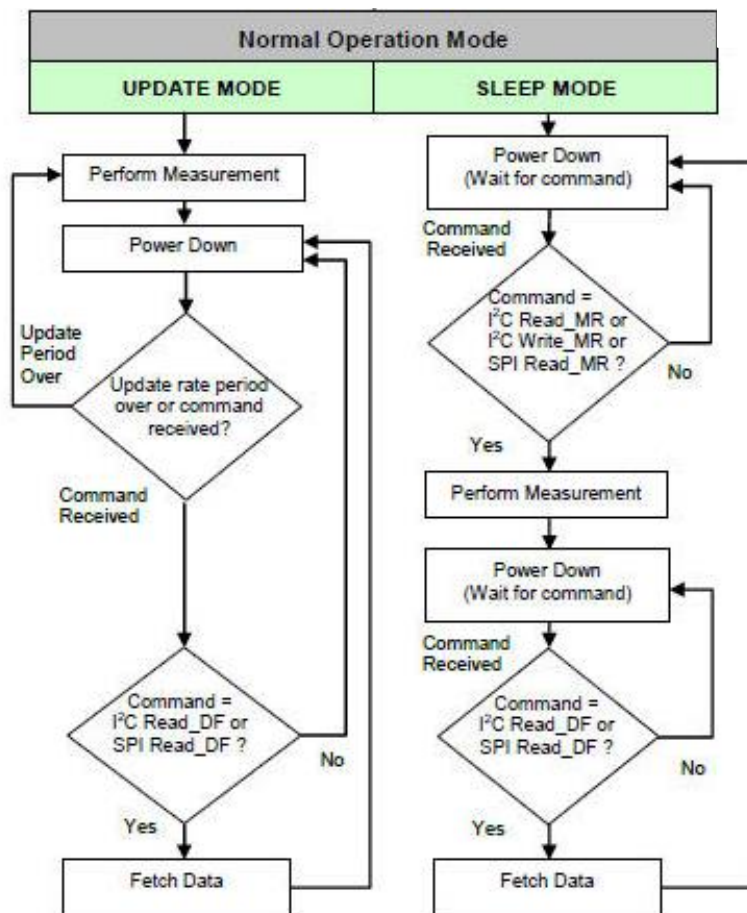 Normal Operation Mode
UPDATE MODE
SLEEP MODE
Perform Measurement
Power Down
Update
Period
Over
Update rate period
over or command
received?
Command
Received
Command =
I²C Read_DF or
SPI Read_DF ?
No
Yes
Fetch Data
Power Down
(Wait for command)
Command
Received
Command =
I²C Read_MR or
I²C Write_MR or
SPI Read_MR ?
No
Yes
Perform Measurement
Power Down
(Wait for command)
Command
Received
Command =
I²C Read_DF or
SPI Read_DF ?
No
Yes
Fetch Data